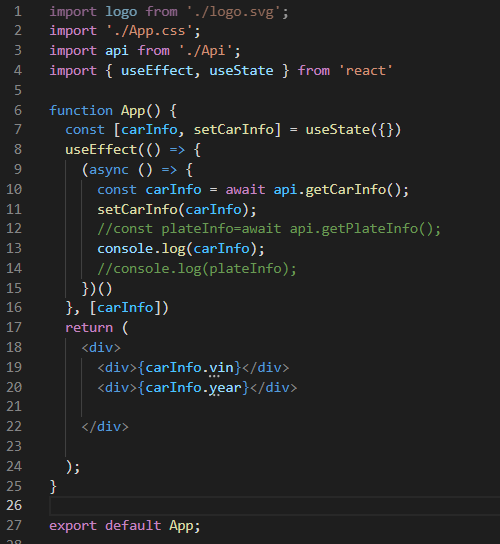 1 import logo from './logo.svg';
2 import './App.css';
3 import api from './Api';
4 import { useEffect, useState } from 'react'
5
6 function App() {
7   const [carInfo, setCarInfo] = useState({})
8   useEffect(() => {
9     (async () => {
10       const carInfo = await api.getCarInfo();
11       setCarInfo(carInfo);
12       //const plateInfo=await api.getPlateInfo();
13       console.log(carInfo);
14       //console.log(plateInfo);
15     })()
16   }, [carInfo])
17   return (
18     <div>
19       <div>{carInfo.vin}</div>
20       <div>{carInfo.year}</div>
21
22     </div>
23
24   );
25 }
26
27 export default App;
28